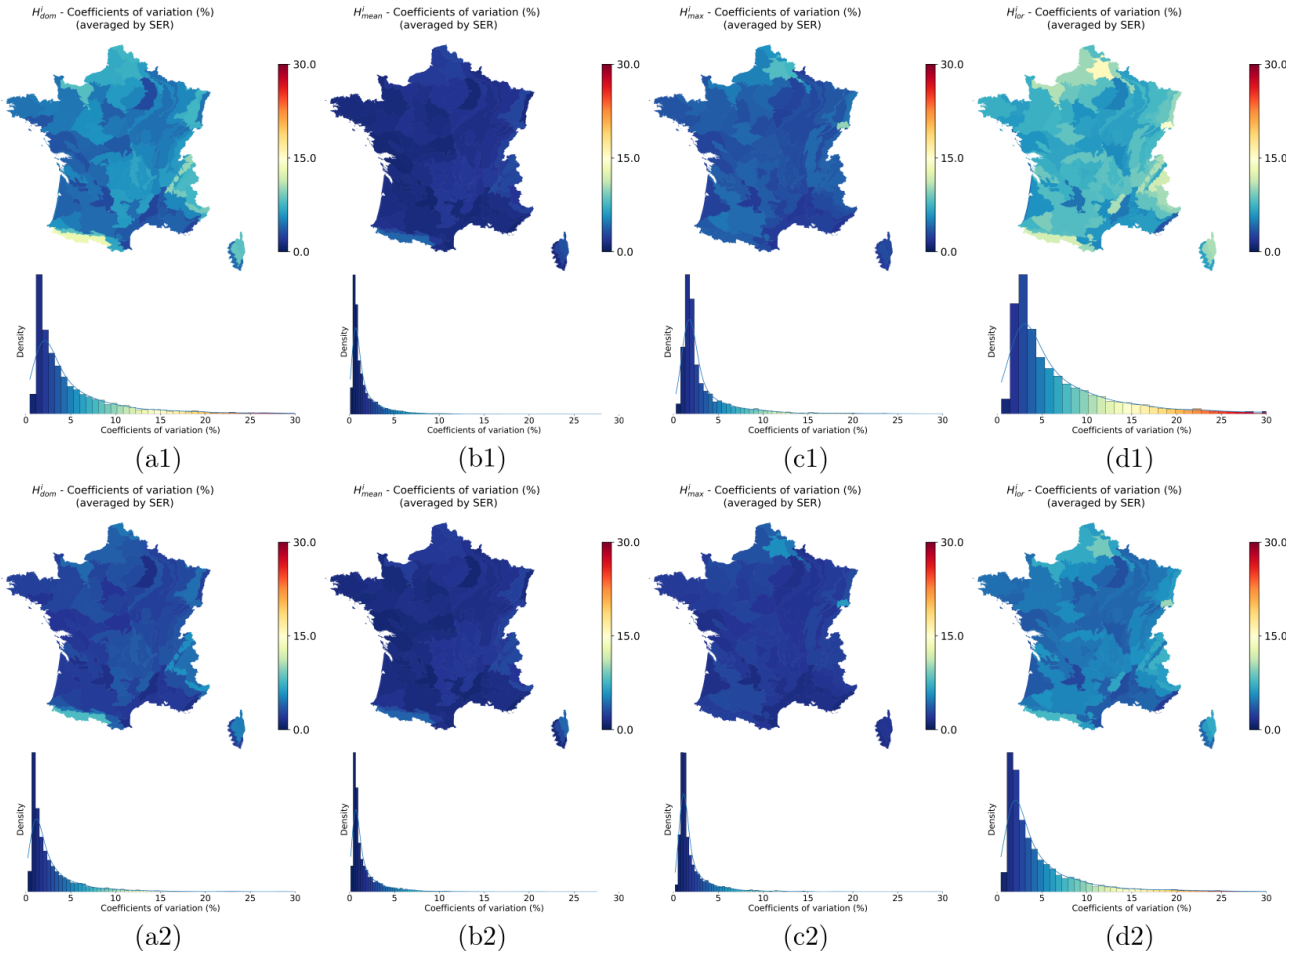 H^i_dom - Coefficients of variation (%)
(averaged by SER)
30.0
15.0
0.0
Density
0 5 10 15 20 25 30
Coefficients of variation (%)
(a1)
H^i_mean - Coefficients of variation (%)
(averaged by SER)
30.0
15.0
0.0
Density
0 5 10 15 20 25 30
Coefficients of variation (%)
(b1)
H^i_max - Coefficients of variation (%)
(averaged by SER)
30.0
15.0
0.0
Density
0 5 10 15 20 25 30
Coefficients of variation (%)
(c1)
H^i_lor - Coefficients of variation (%)
(averaged by SER)
30.0
15.0
0.0
Density
0 5 10 15 20 25 30
Coefficients of variation (%)
(d1)
H^i_dom - Coefficients of variation (%)
(averaged by SER)
30.0
15.0
0.0
Density
0 5 10 15 20 25 30
Coefficients of variation (%)
(a2)
H^i_mean - Coefficients of variation (%)
(averaged by SER)
30.0
15.0
0.0
Density
0 5 10 15 20 25 30
Coefficients of variation (%)
(b2)
H^i_max - Coefficients of variation (%)
(averaged by SER)
30.0
15.0
0.0
Density
0 5 10 15 20 25 30
Coefficients of variation (%)
(c2)
H^i_lor - Coefficients of variation (%)
(averaged by SER)
30.0
15.0
0.0
Density
0 5 10 15 20 25 30
Coefficients of variation (%)
(d2)